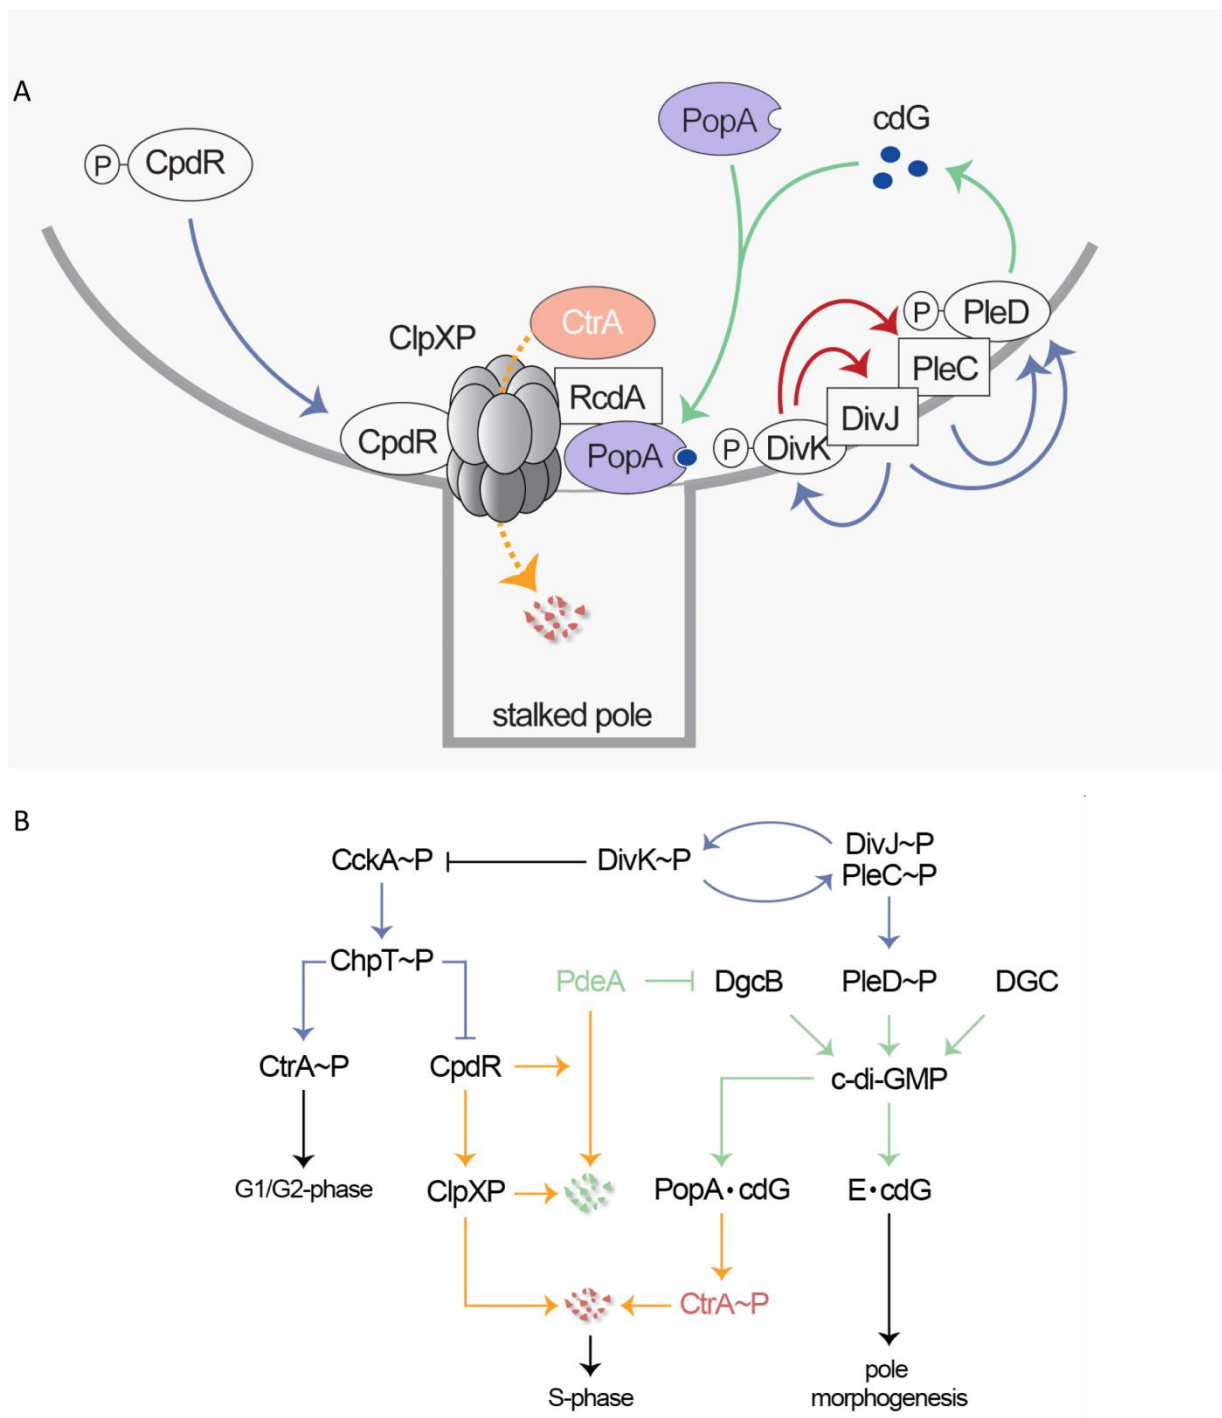 A
PopA
cdG
P
CpdR
P
PleD
CtrA
ClpXP
PleC
RcdA
DivJ
CpdR
PopA
P
DivK
stalked pole
B
DivJ~P
CckA~P
DivK~P
PleC~P
ChpT~P
PdeA
DgcB
PleD~P
DGC
CtrA~P
CpdR
c-di-GMP
G1/G2-phase
ClpXP
PopA•cdG
E•cdG
CtrA~P
S-phase
pole
morphogenesis